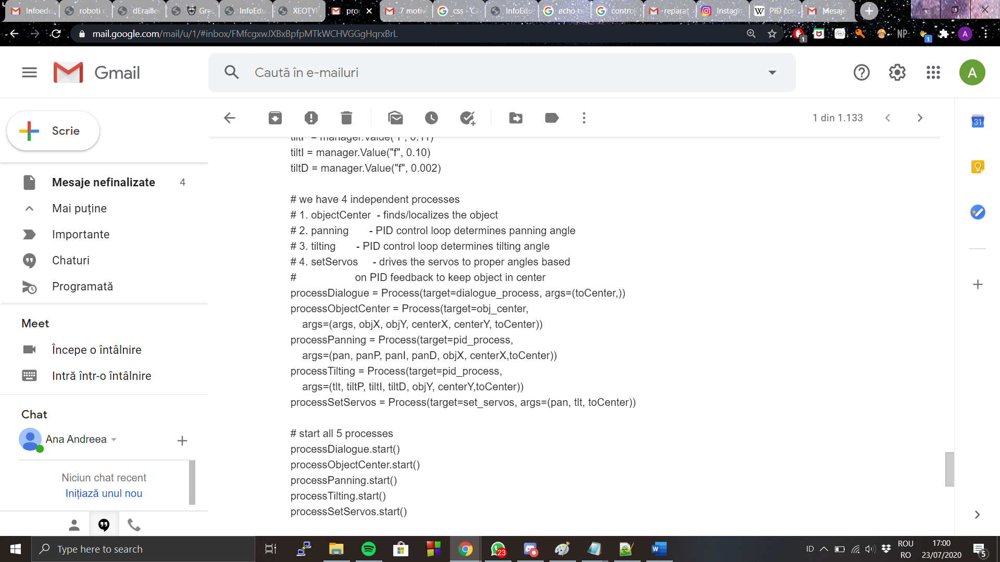 Infoedu
roboti c
dEraille
Gre
InfoEdu
XEOTYP
pro
7 motiv
css - Ca
InfoEdu
echo ce
control
reparat
Instagr
PID con
Mesaje
mail.google.com/mail/u/1/#inbox/FMfcgxwJXBxBpfpMTkWCHVGGgHqrxBrL
1
NP
1
A
Gmail
Caută în e-mailuri
A
Scrie
1 din 1.133
31
Mesaje nefinalizate 4
Mai puține
Importante
Chaturi
Programată
Meet
Începe o întâlnire
Intră într-o întâlnire
Chat
Ana Andreea
Niciun chat recent
Inițiază unul nou
tiltP = manager.Value("f", 0.11)
tiltI = manager.Value("f", 0.10)
tiltD = manager.Value("f", 0.002)
# we have 4 independent processes
# 1. objectCenter  - finds/localizes the object
# 2. panning       - PID control loop determines panning angle
# 3. tilting       - PID control loop determines tilting angle
# 4. setServos     - drives the servos to proper angles based
#                    on PID feedback to keep object in center
processDialogue = Process(target=dialogue_process, args=(toCenter,))
processObjectCenter = Process(target=obj_center,
    args=(args, objX, objY, centerX, centerY, toCenter))
processPanning = Process(target=pid_process,
    args=(pan, panP, panI, panD, objX, centerX,toCenter))
processTilting = Process(target=pid_process,
    args=(tlt, tiltP, tiltI, tiltD, objY, centerY,toCenter))
processSetServos = Process(target=set_servos, args=(pan, tlt, toCenter))
# start all 5 processes
processDialogue.start()
processObjectCenter.start()
processPanning.start()
processTilting.start()
processSetServos.start()
Type here to search
23
ID
ROU
RO
17:00
23/07/2020
5